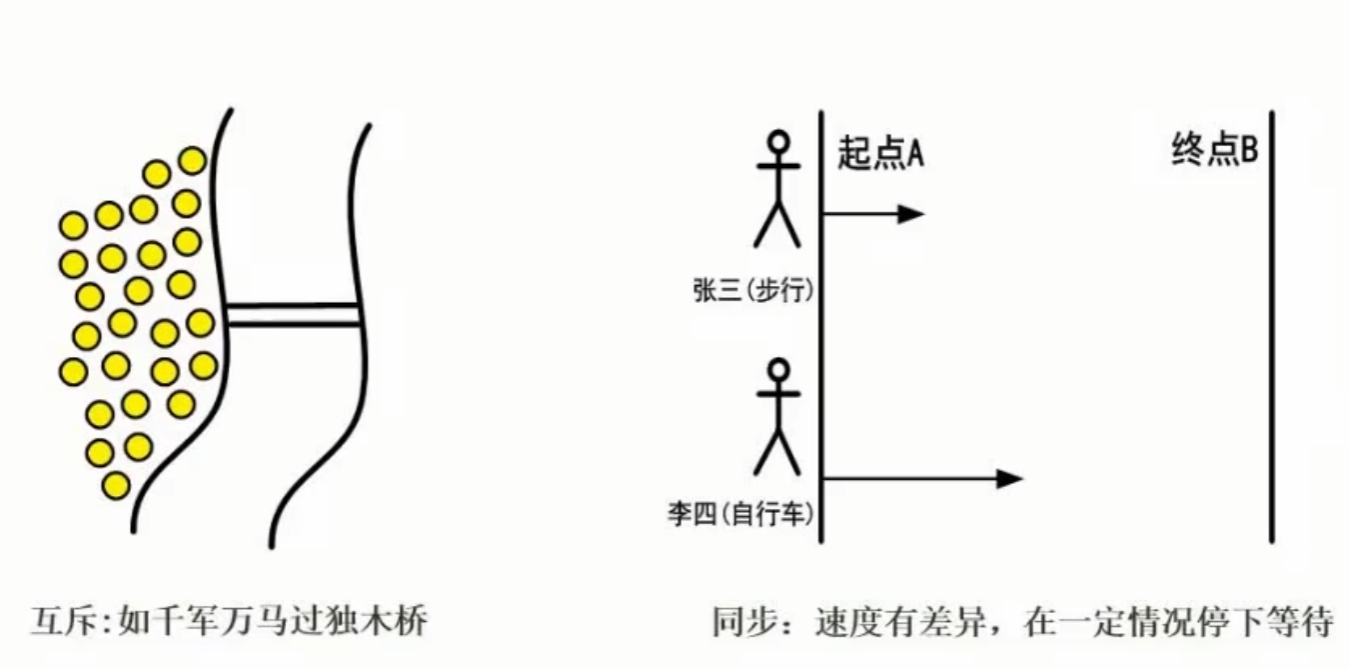 起点A
终点B
张三(步行)
李四(自行车)
互斥:如千军万马过独木桥
同步：速度有差异，在一定情况停下等待